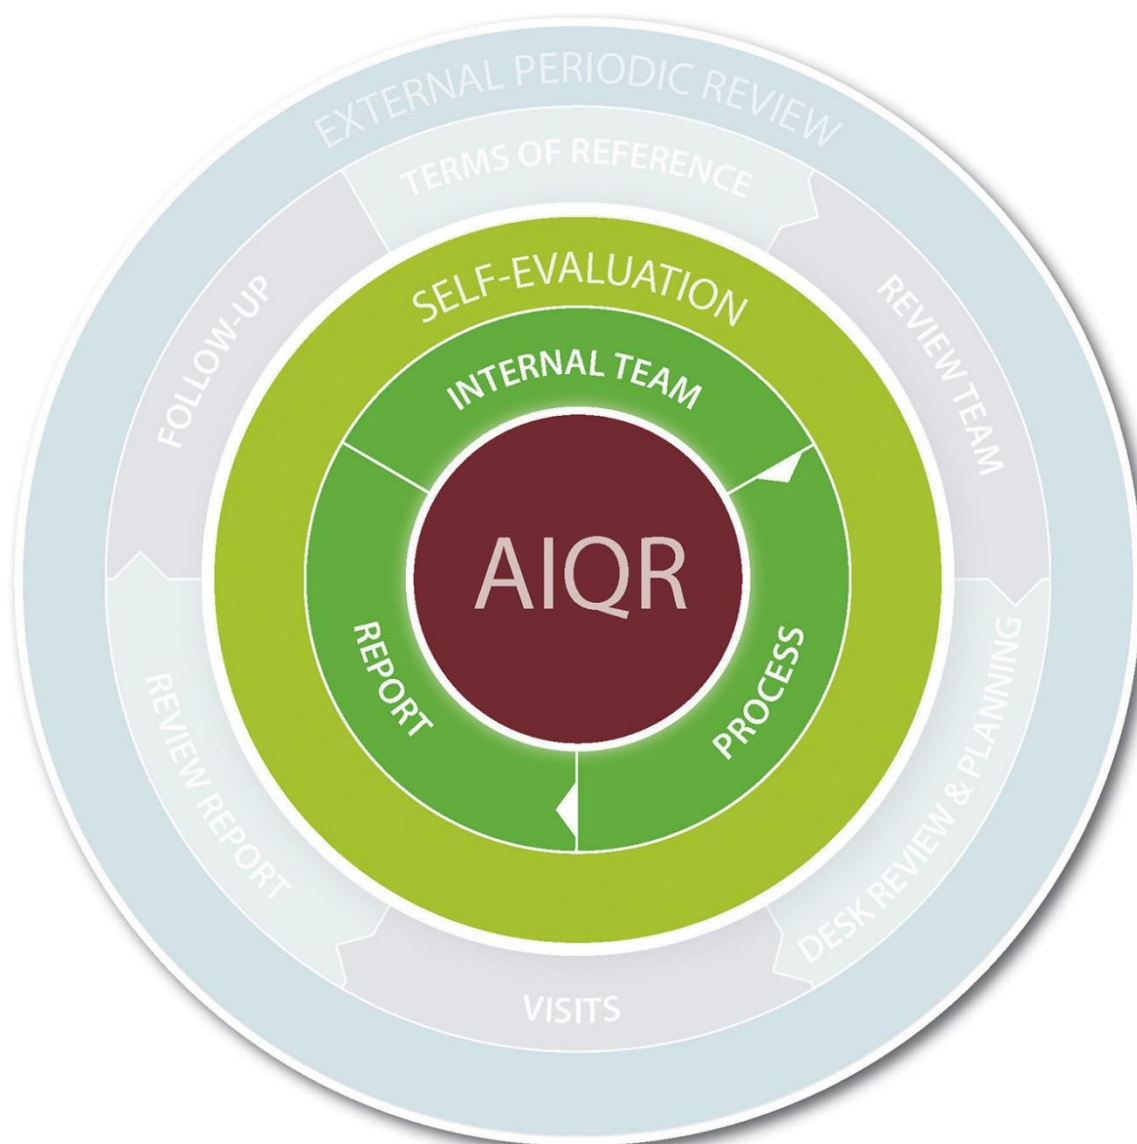 EXTERNAL PERIODIC REVIEW
TERMS OF REFERENCE
REVIEW TEAM
DESK REVIEW & PLANNING
VISITS
REVIEW REPORT
FOLLOW-UP
SELF-EVALUATION
INTERNAL TEAM
PROCESS
REPORT
AIQR